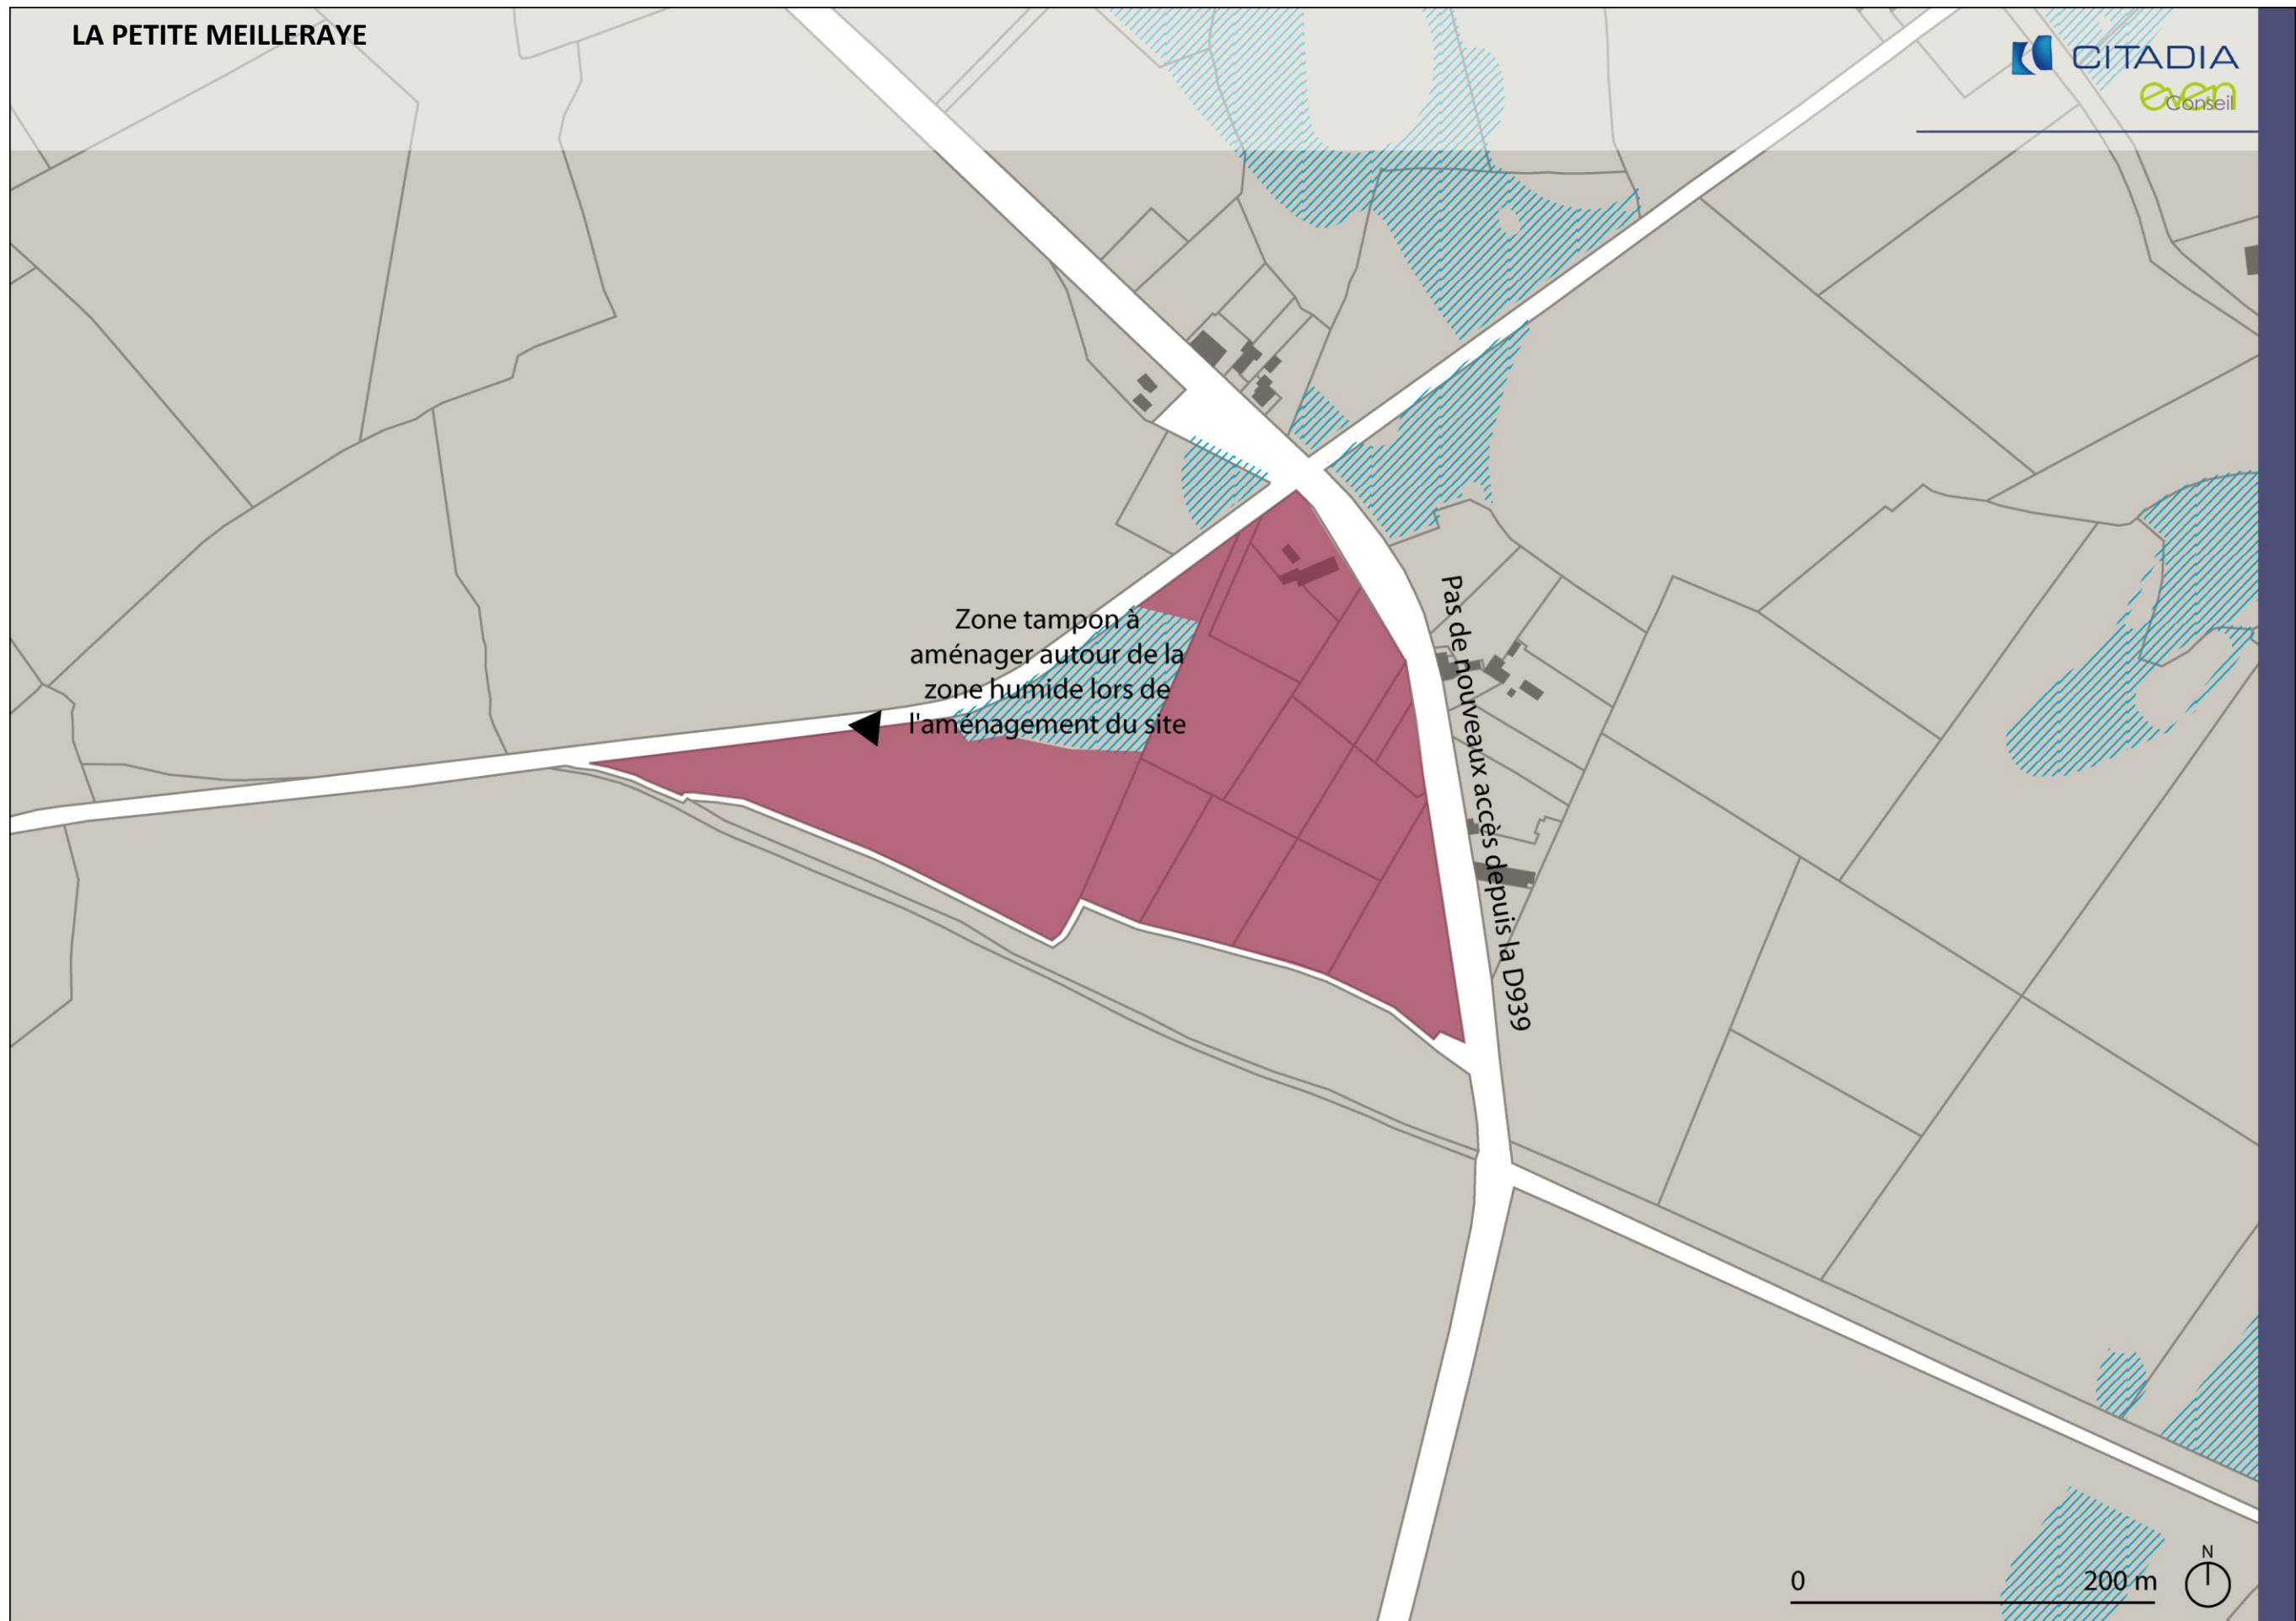 LA PETITE MEILLERAYE
CITADIA
even
Conseil
Zone tampon à
aménager autour de la
zone humide lors de
l'aménagement du site
Pas de nouveaux accès depuis la D939
N
0 200 m